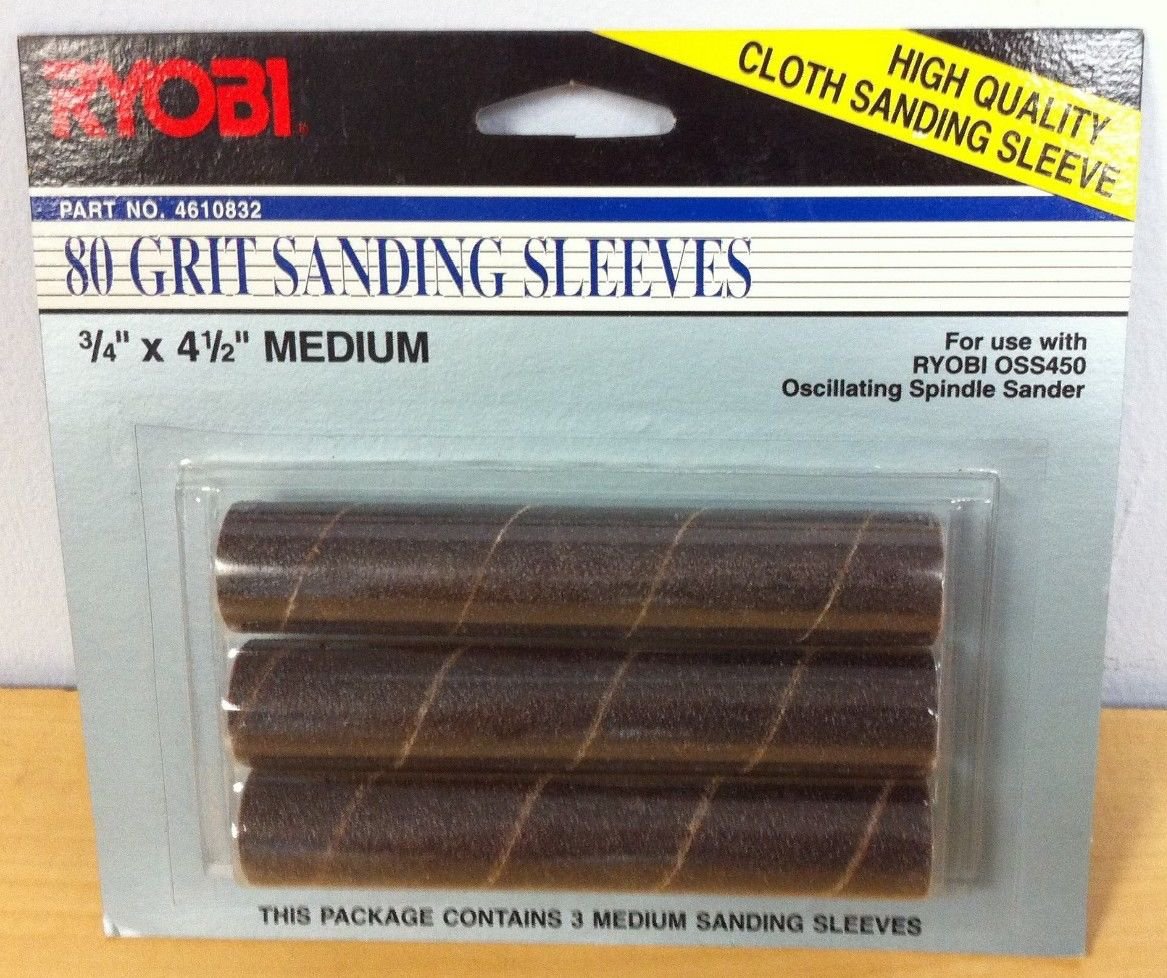 RYOBI
HIGH QUALITY
CLOTH SANDING SLEEVE
PART NO. 4610832
80 GRIT SANDING SLEEVES
3/4" x 4 1/2" MEDIUM
For use with
RYOBI OSS450
Oscillating Spindle Sander
THIS PACKAGE CONTAINS 3 MEDIUM SANDING SLEEVES